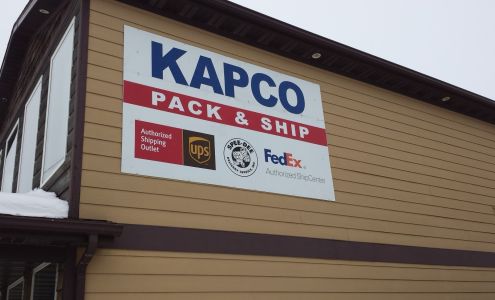 KAPCO
PACK & SHIP
Authorized
Shipping
Outlet
ups
SPEE-DEE
FedEx
Authorized ShipCenter